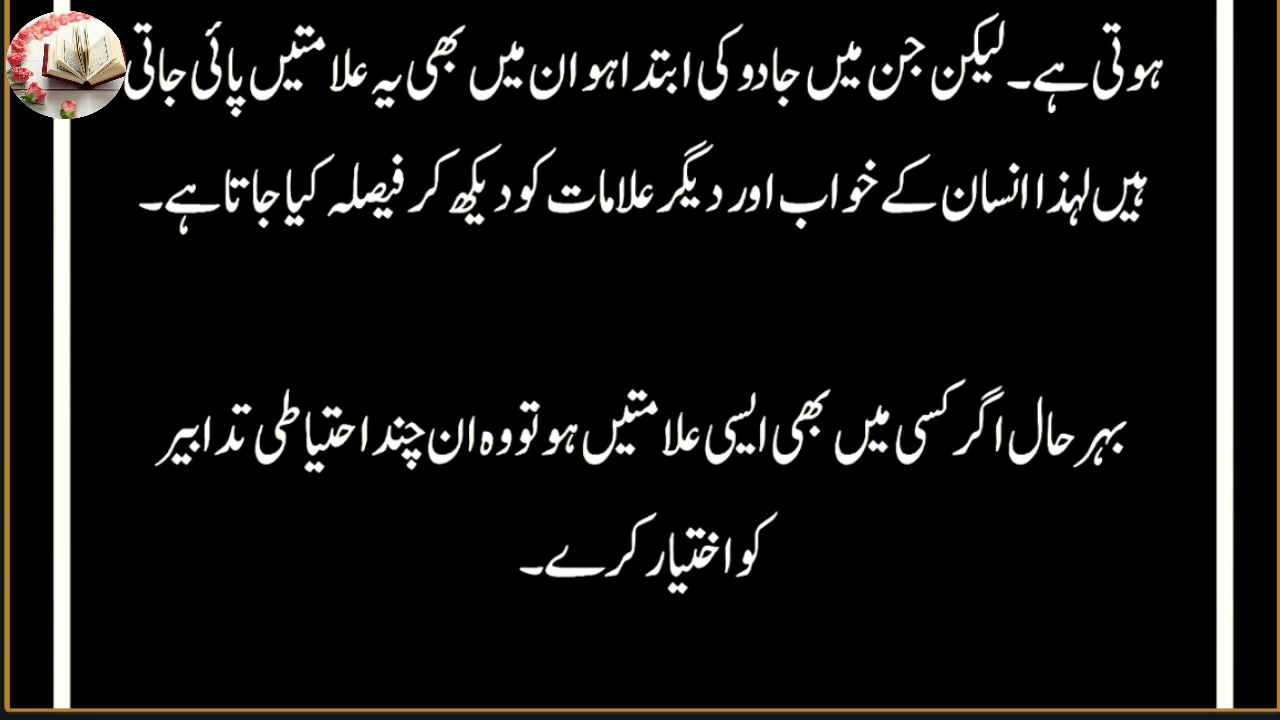 ہوتی ہے۔ لیکن جن میں جادو کی ابتدا ہو ان میں بھی یہ علامتیں پائی جاتی
ہیں لہذا انسان کے خواب اور دیگر علامات کو دیکھ کر فیصلہ کیا جاتا ہے۔
بہر حال اگر کسی میں بھی ایسی علامتیں ہو تو وہ ان چند احتیاطی تدابیر
کو اختیار کرے۔